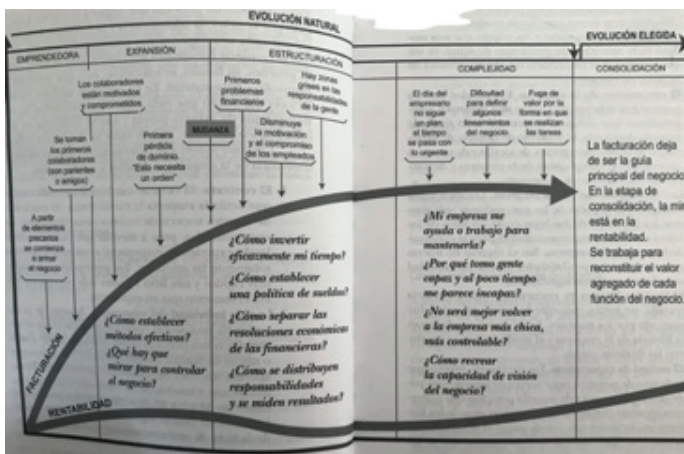 EVOLUCIÓN NATURAL
EVOLUCIÓN ELEGIDA
EMPRENDEDORA
EXPANSIÓN
ESTRUCTURACIÓN
COMPLEJIDAD
CONSOLIDACIÓN
A partir
de elementos
precarios
se comienza
a armar
el negocio
Se toman
los primeros
colaboradores
(son parientes
o amigos)
Los colaboradores
están motivados
y comprometidos
Primera
pérdida
de dominio.
"Esto necesita
un orden"
MUDANZA
Primeros
problemas
financieros
Disminuye
la motivación
y el compromiso
de los empleados
Hay zonas
grises en las
responsabilidades
de la gente
El día del
empresario
no sigue
un plan,
el tiempo
se pasa con
lo urgente
Dificultad
para definir
algunos
lineamientos
del negocio
Fuga de
valor por la
forma en que
se realizan
las tareas
La facturación deja
de ser la guía
principal del negocio
En la etapa de
consolidación, la mir
está en la
rentabilidad.
Se trabaja para
reconstituir el valor
agregado de cada
función del negocio.
¿Cómo establecer
métodos efectivos?
¿Qué hay que
mirar para controlar
el negocio?
¿Cómo invertir
eficazmente mi tiempo?
¿Cómo establecer
una política de sueldos?
¿Cómo separar las
resoluciones económicas
de las financieras?
¿Cómo se distribuyen
responsabilidades
y se miden resultados?
¿Mi empresa me
ayuda o trabajo para
mantenerla?
¿Por qué tomo gente
capaz y al poco tiempo
me parece incapaz?
¿No será mejor volver
a la empresa más chica,
más controlable?
¿Cómo recrear
la capacidad de visión
del negocio?
FACTURACIÓN
RENTABILIDAD